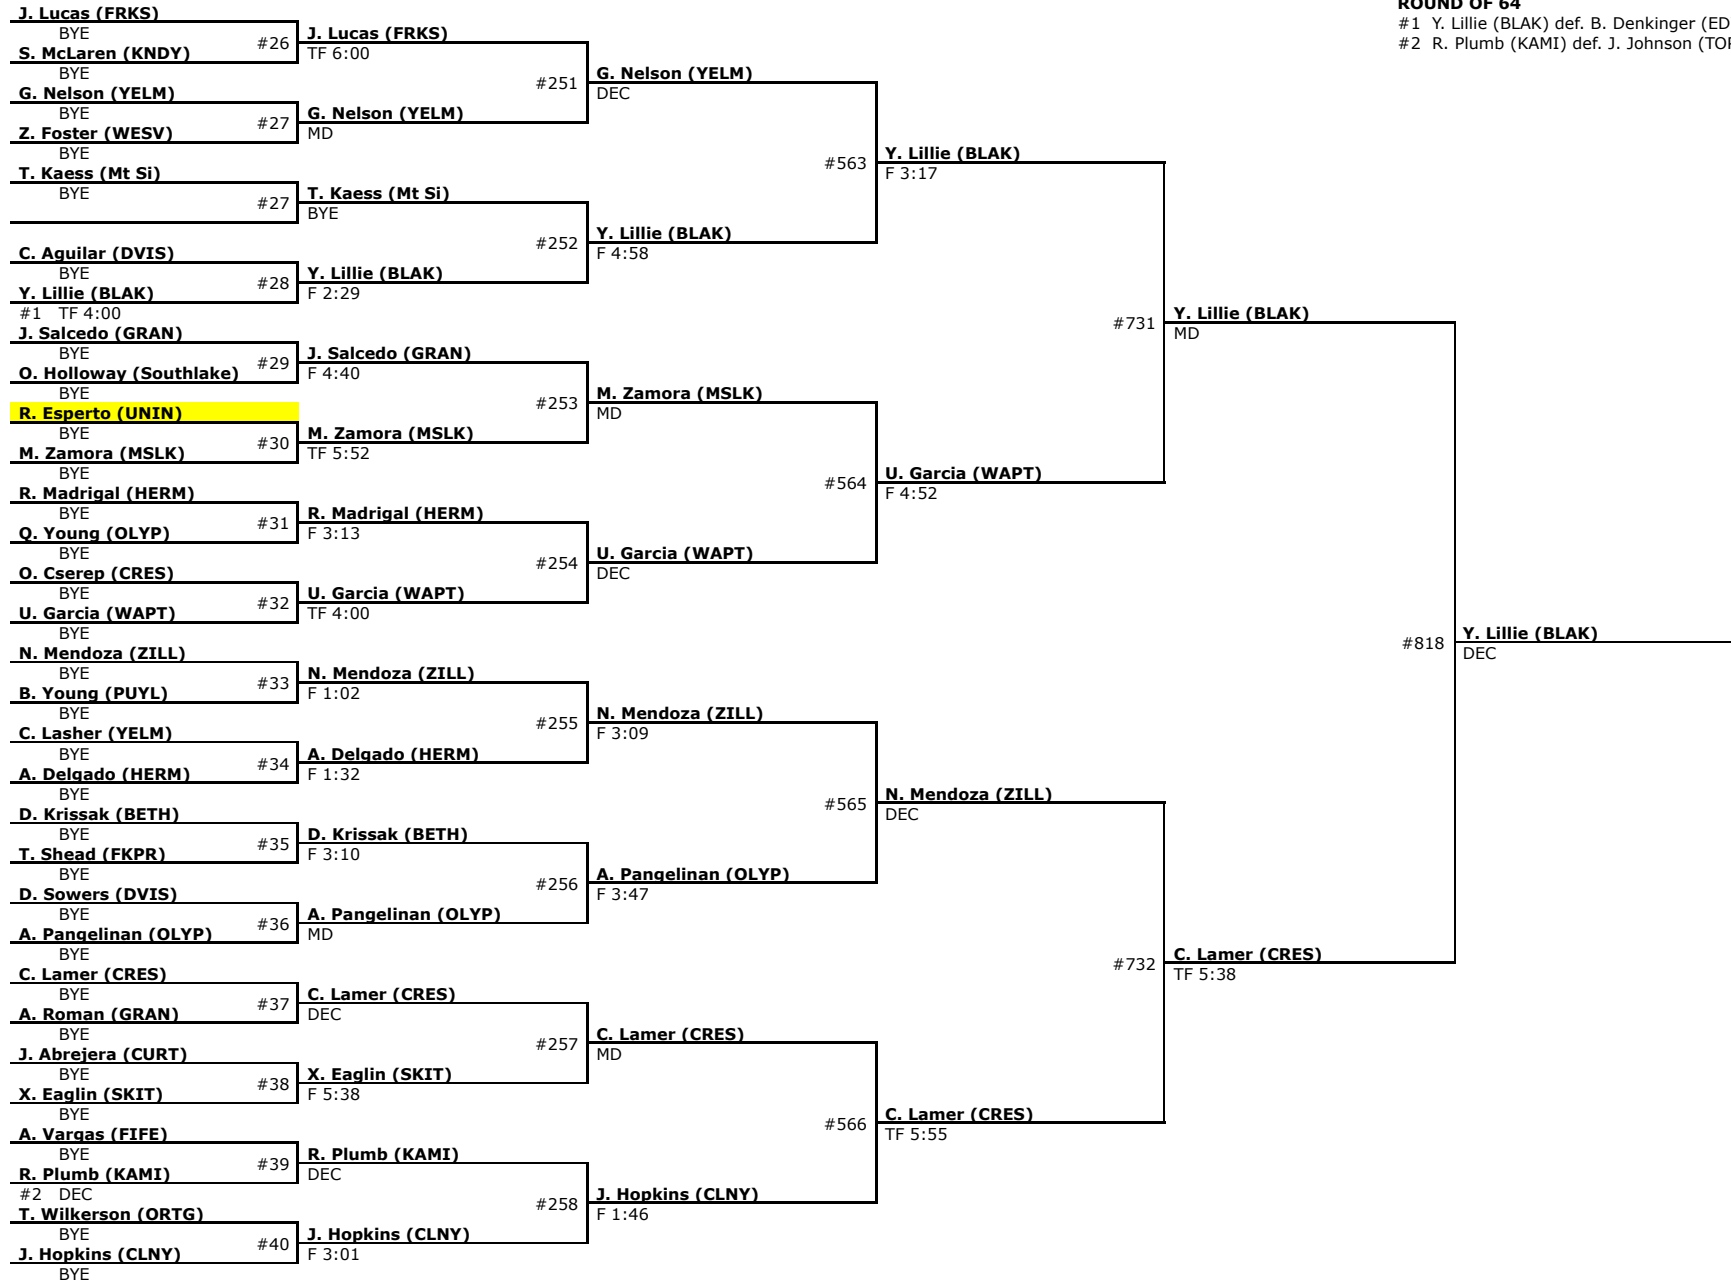 ROUND OF 64
#1 Y. Lillie (BLAK) def. B. Denkinger (ED
#2 R. Plumb (KAMI) def. J. Johnson (TO
J. Lucas (FRKS)
BYE
#26
J. Lucas (FRKS)
S. McLaren (KNDY)
TF 6:00
BYE
#251
G. Nelson (YELM)
G. Nelson (YELM)
DEC
BYE
#27
G. Nelson (YELM)
Z. Foster (WESV)
MD
BYE
#563
Y. Lillie (BLAK)
T. Kaess (Mt Si)
F 3:17
BYE
#27
T. Kaess (Mt Si)
BYE
#252
Y. Lillie (BLAK)
C. Aguilar (DVIS)
F 4:58
BYE
#28
Y. Lillie (BLAK)
Y. Lillie (BLAK)
F 2:29
#1 TF 4:00
#731
Y. Lillie (BLAK)
J. Salcedo (GRAN)
MD
BYE
#29
J. Salcedo (GRAN)
O. Holloway (Southlake)
F 4:40
BYE
#253
M. Zamora (MSLK)
R. Esperto (UNIN)
MD
BYE
#30
M. Zamora (MSLK)
M. Zamora (MSLK)
TF 5:52
BYE
#564
U. Garcia (WAPT)
R. Madrigal (HERM)
F 4:52
BYE
#31
R. Madrigal (HERM)
Q. Young (OLYP)
F 3:13
BYE
#254
U. Garcia (WAPT)
O. Cserep (CRES)
DEC
BYE
#32
U. Garcia (WAPT)
U. Garcia (WAPT)
TF 4:00
BYE
#818
Y. Lillie (BLAK)
N. Mendoza (ZILL)
DEC
BYE
#33
N. Mendoza (ZILL)
B. Young (PUYL)
F 1:02
BYE
#255
N. Mendoza (ZILL)
C. Lasher (YELM)
F 3:09
BYE
#34
A. Delgado (HERM)
A. Delgado (HERM)
F 1:32
BYE
#565
N. Mendoza (ZILL)
D. Krissak (BETH)
DEC
BYE
#35
D. Krissak (BETH)
T. Shead (FKPR)
F 3:10
BYE
#256
A. Pangelinan (OLYP)
D. Sowers (DVIS)
F 3:47
BYE
#36
A. Pangelinan (OLYP)
A. Pangelinan (OLYP)
MD
BYE
#732
C. Lamer (CRES)
C. Lamer (CRES)
TF 5:38
BYE
#37
C. Lamer (CRES)
A. Roman (GRAN)
DEC
BYE
#257
C. Lamer (CRES)
J. Abrejera (CURT)
MD
BYE
#38
X. Eaglin (SKIT)
X. Eaglin (SKIT)
F 5:38
BYE
#566
C. Lamer (CRES)
A. Vargas (FIFE)
TF 5:55
BYE
#39
R. Plumb (KAMI)
R. Plumb (KAMI)
DEC
#2 DEC
#258
J. Hopkins (CLNY)
T. Wilkerson (ORTG)
F 1:46
BYE
#40
J. Hopkins (CLNY)
J. Hopkins (CLNY)
F 3:01
BYE